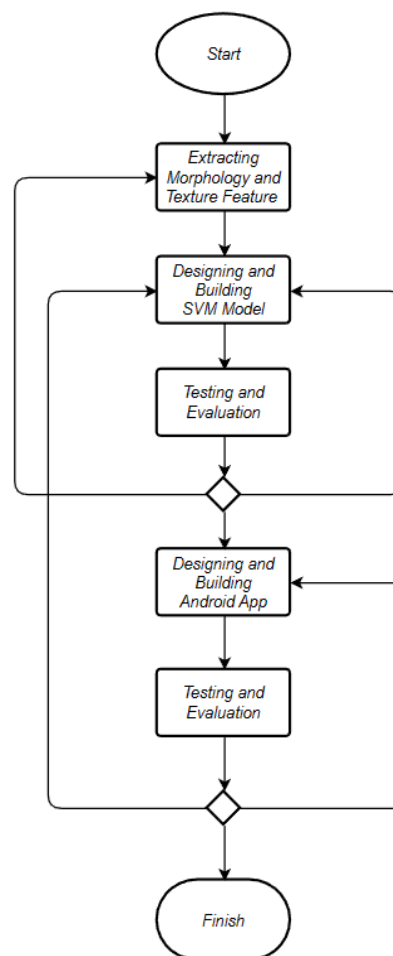 Start
Extracting
Morphology and
Texture Feature
Designing and
Building
SVM Model
Testing and
Evaluation
Designing and
Building
Android App
Testing and
Evaluation
Finish